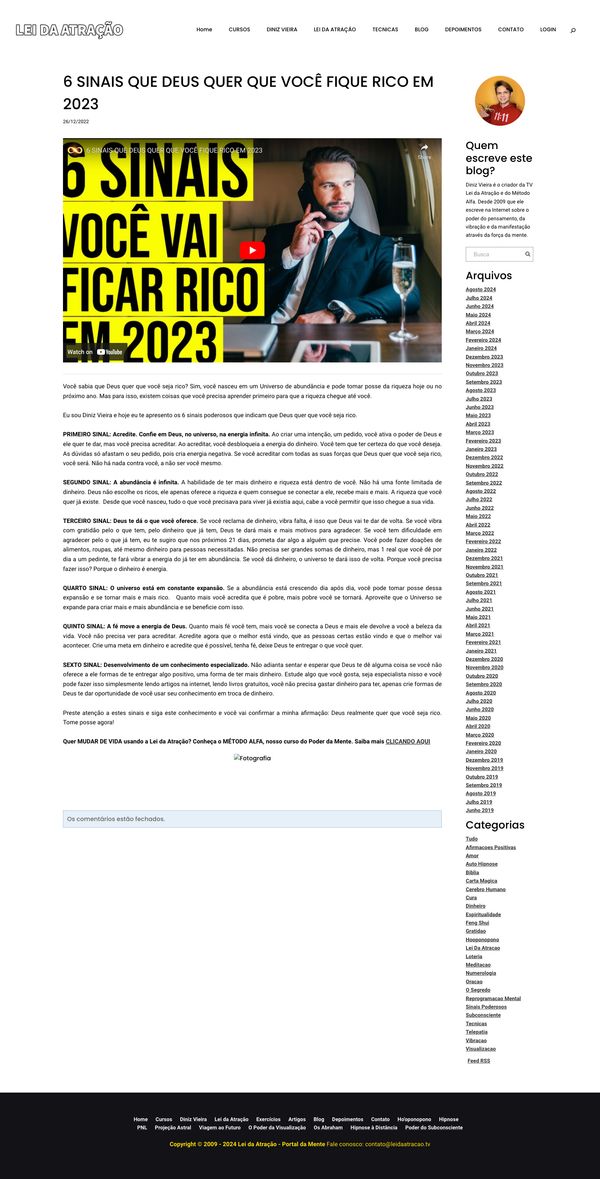 LEI DA ATRAÇÃO
Home CURSOS DINIZ VIEIRA LEI DA ATRAÇÃO TECNICAS BLOG DEPOIMENTOS CONTATO LOGIN
6 SINAIS QUE DEUS QUER QUE VOCÊ FIQUE RICO EM
2023
26/12/2022
6 SINAIS QUE DEUS QUER QUE VOCÊ FIQUE RICO EM 2023
Share
6 SINAIS
VOCÊ VAI
FICAR RICO
EM 2023
Watch on YouTube
Você sabia que Deus quer que você seja rico? Sim, você nasceu em um Universo de abundância e pode tomar posse da riqueza hoje ou no
próximo ano. Mas para isso, existem coisas que você precisa aprender primeiro para que a riqueza chegue até você.
Eu sou Diniz Vieira e hoje eu te apresento os 6 sinais poderosos que indicam que Deus quer que você seja rico.
PRIMEIRO SINAL: Acredite. Confie em Deus, no universo, na energia infinita. Ao criar uma intenção, um pedido, você ativa o poder de Deus e
ele quer te dar, mas você precisa acreditar. Ao acreditar, você desbloqueia a energia do dinheiro. Você tem que ter certeza do que você deseja.
As dúvidas só afastam o seu pedido, pois cria energia negativa. Se você acreditar com todas as suas forças que Deus quer que você seja rico,
você será. Não há nada contra você, a não ser você mesmo.
SEGUNDO SINAL: A abundância é infinita. A habilidade de ter mais dinheiro e riqueza está dentro de você. Não há uma fonte limitada de
dinheiro. Deus não escolhe os ricos, ele apenas oferece a riqueza e quem consegue se conectar a ele, recebe mais e mais. A riqueza que você
quer já existe. Desde que você nasceu, tudo o que você precisava para viver já existia aqui, cabe a você permitir que isso chegue a sua vida.
TERCEIRO SINAL: Deus te dá o que você oferece. Se você reclama de dinheiro, vibra falta, é isso que Deus vai te dar de volta. Se você vibra
com gratidão pelo o que tem, pelo dinheiro que já tem, Deus te dará mais e mais motivos para agradecer. Se você tem dificuldade em
agradecer pelo o que já tem, eu te sugiro que nos próximos 21 dias, prometa dar algo a alguém que precise. Você pode fazer doações de
alimentos, roupas, até mesmo dinheiro para pessoas necessitadas. Não precisa ser grandes somas de dinheiro, mas 1 real que você dê por
dia a um pedinte, te fará vibrar a energia do já ter em abundância. Se você dá dinheiro, o universo te dará isso de volta. Porque você precisa
fazer isso? Porque o dinheiro é energia.
QUARTO SINAL: O universo está em constante expansão. Se a abundância está crescendo dia após dia, você pode tomar posse dessa
expansão e se tornar mais e mais rico. Quanto mais você acredita que é pobre, mais pobre você se tornará. Aproveite que o Universo se
expande para criar mais e mais abundância e se beneficie com isso.
QUINTO SINAL: A fé move a energia de Deus. Quanto mais fé você tem, mais você se conecta a Deus e mais ele devolve a você a beleza da
vida. Você não precisa ver para acreditar. Acredite agora que o melhor está vindo, que as pessoas certas estão vindo e que o melhor vai
acontecer. Crie uma meta em dinheiro e acredite que é possível, tenha fé, deixe Deus te entregar o que você quer.
SEXTO SINAL: Desenvolvimento de um conhecimento especializado. Não adianta sentar e esperar que Deus te dê alguma coisa se você não
oferece a ele formas de te entregar algo positivo, uma forma de ter mais dinheiro. Estude algo que você gosta, seja especialista nisso e você
pode fazer isso simplesmente lendo artigos na internet, lendo livros gratuitos, você não precisa gastar dinheiro para ter, apenas crie formas de
Deus te dar oportunidade de você usar seu conhecimento em troca de dinheiro.
Preste atenção a estes sinais e siga este conhecimento e você vai confirmar a minha afirmação: Deus realmente quer que você seja rico.
Tome posse agora!
Quer MUDAR DE VIDA usando a Lei da Atração? Conheça o MÉTODO ALFA, nosso curso do Poder da Mente. Saiba mais CLICANDO AQUI
Fotografia
Os comentários estão fechados.
11:11
Quem
escreve este
blog?
Diniz Vieira é o criador da TV
Lei da Atração e do Método
Alfa. Desde 2009 que ele
escreve na Internet sobre o
poder do pensamento, da
vibração e da manifestação
através da força da mente.
Busca
Arquivos
Agosto 2024
Julho 2024
Junho 2024
Maio 2024
Abril 2024
Março 2024
Fevereiro 2024
Janeiro 2024
Dezembro 2023
Novembro 2023
Outubro 2023
Setembro 2023
Agosto 2023
Julho 2023
Junho 2023
Maio 2023
Abril 2023
Março 2023
Fevereiro 2023
Janeiro 2023
Dezembro 2022
Novembro 2022
Outubro 2022
Setembro 2022
Agosto 2022
Julho 2022
Junho 2022
Maio 2022
Abril 2022
Março 2022
Fevereiro 2022
Janeiro 2022
Dezembro 2021
Novembro 2021
Outubro 2021
Setembro 2021
Agosto 2021
Julho 2021
Junho 2021
Maio 2021
Abril 2021
Março 2021
Fevereiro 2021
Janeiro 2021
Dezembro 2020
Novembro 2020
Outubro 2020
Setembro 2020
Agosto 2020
Julho 2020
Junho 2020
Maio 2020
Abril 2020
Março 2020
Fevereiro 2020
Janeiro 2020
Dezembro 2019
Novembro 2019
Outubro 2019
Setembro 2019
Agosto 2019
Julho 2019
Junho 2019
Categorias
Tudo
Afirmacoes Positivas
Amor
Auto Hipnose
Biblia
Carta Magica
Cerebro Humano
Cura
Dinheiro
Espiritualidade
Feng Shui
Gratidao
Hooponopono
Lei Da Atracao
Loteria
Meditacao
Numerologia
Oracao
O Segredo
Reprogramacao Mental
Sinais Poderosos
Subconsciente
Tecnicas
Telepatia
Vibracao
Visualizacao
Feed RSS
Home Cursos Diniz Vieira Lei da Atração Exercícios Artigos Blog Depoimentos Contato Ho'oponopono Hipnose
PNL Projeção Astral Viagem ao Futuro O Poder da Visualização Os Abraham Hipnose à Distância Poder do Subconsciente
Copyright © 2009 - 2024 Lei da Atração - Portal da Mente Fale conosco: contato@leidaatracao.tv